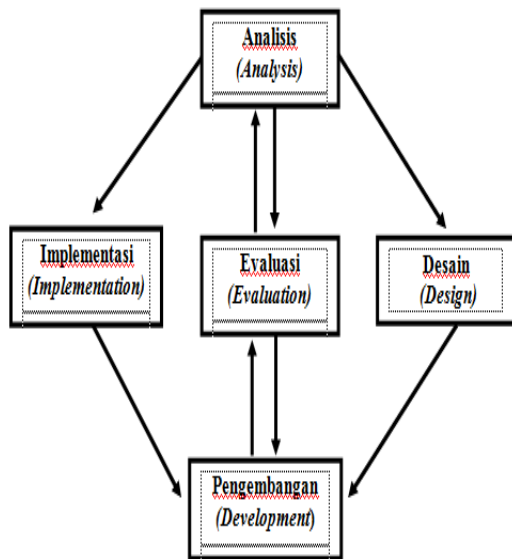 Analisis
(Analysis)
Implementasi
(Implementation)
Evaluasi
(Evaluation)
Desain
(Design)
Pengembangan
(Development)